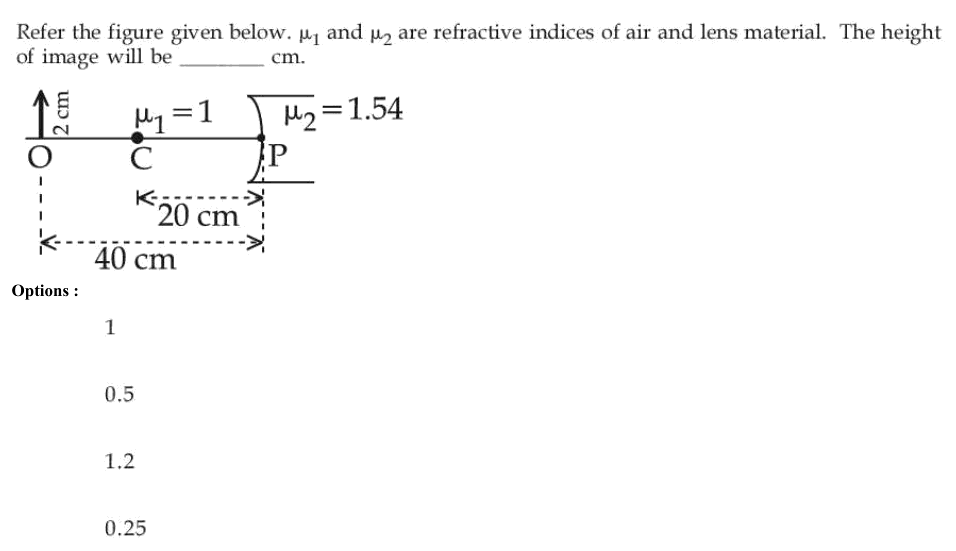 Refer the figure given below. μ₁ and μ₂ are refractive indices of air and lens material. The height
of image will be ________ cm.
2 cm
μ₁ = 1
μ₂ = 1.54
O
C
P
20 cm
40 cm
Options :
1
0.5
1.2
0.25